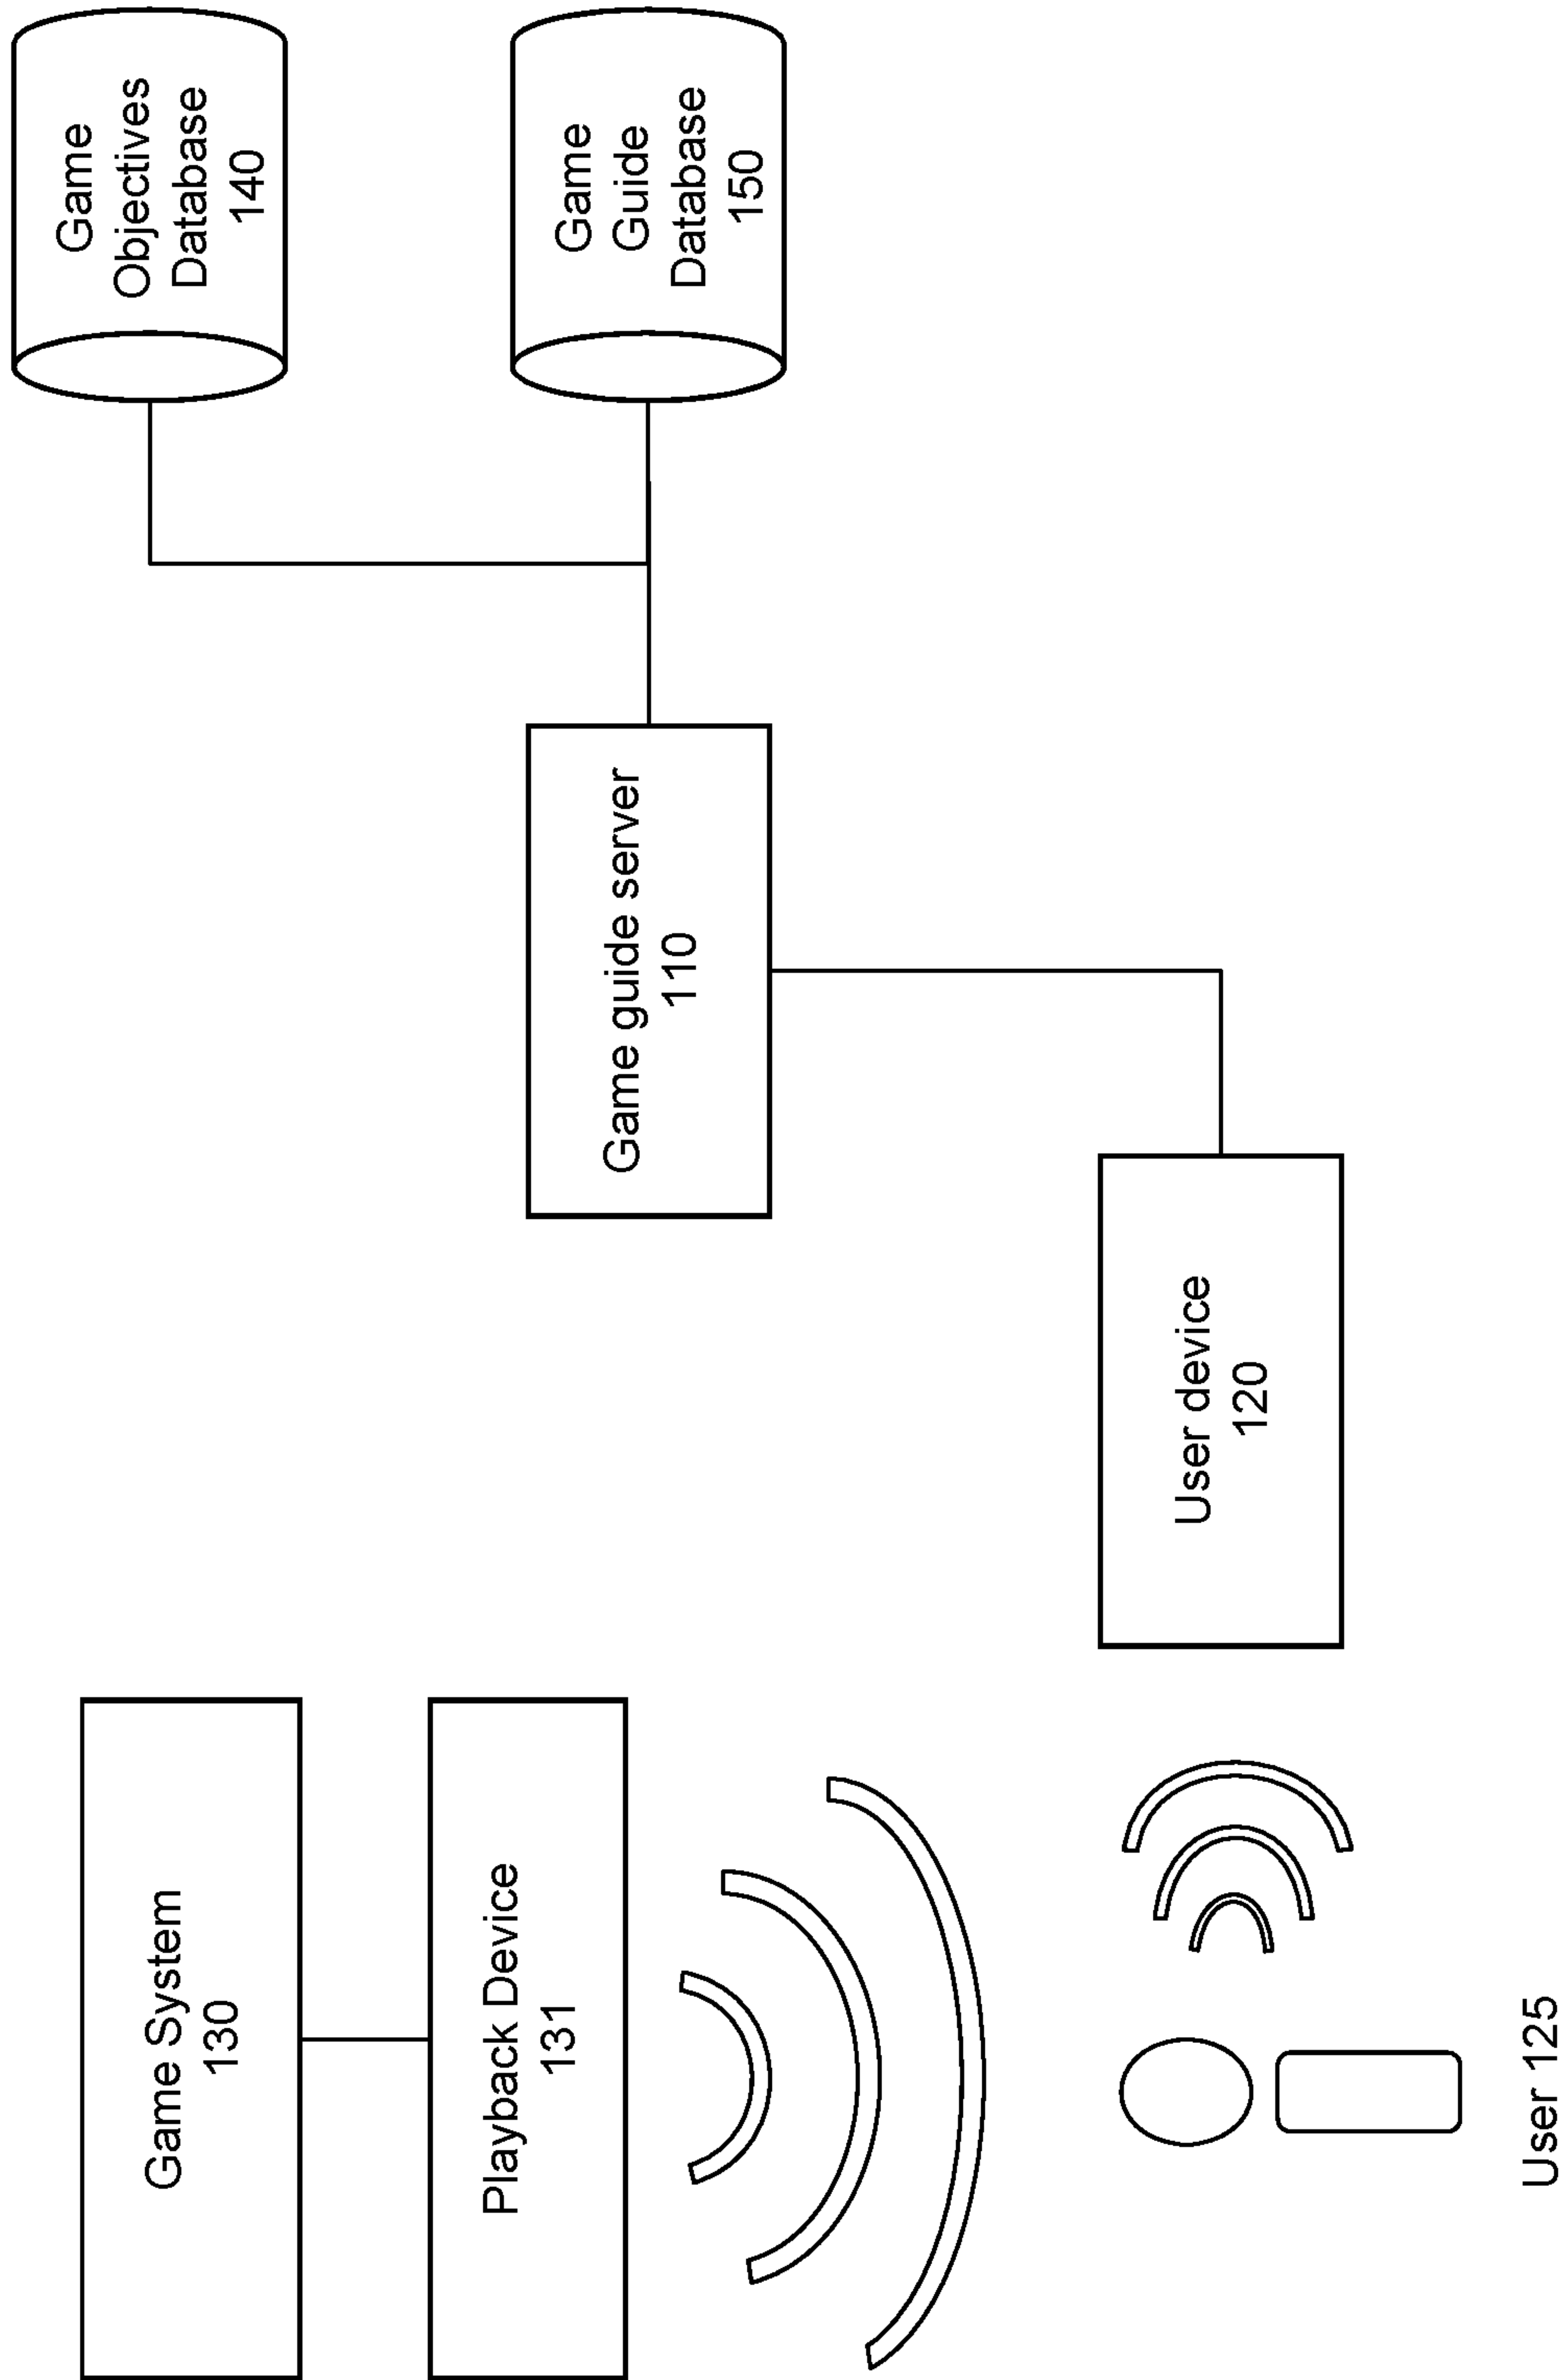 Game System
130
Playback Device
131
User 125
User device
120
Game guide server
110
Game
Objectives
Database
140
Game
Guide
Database
150